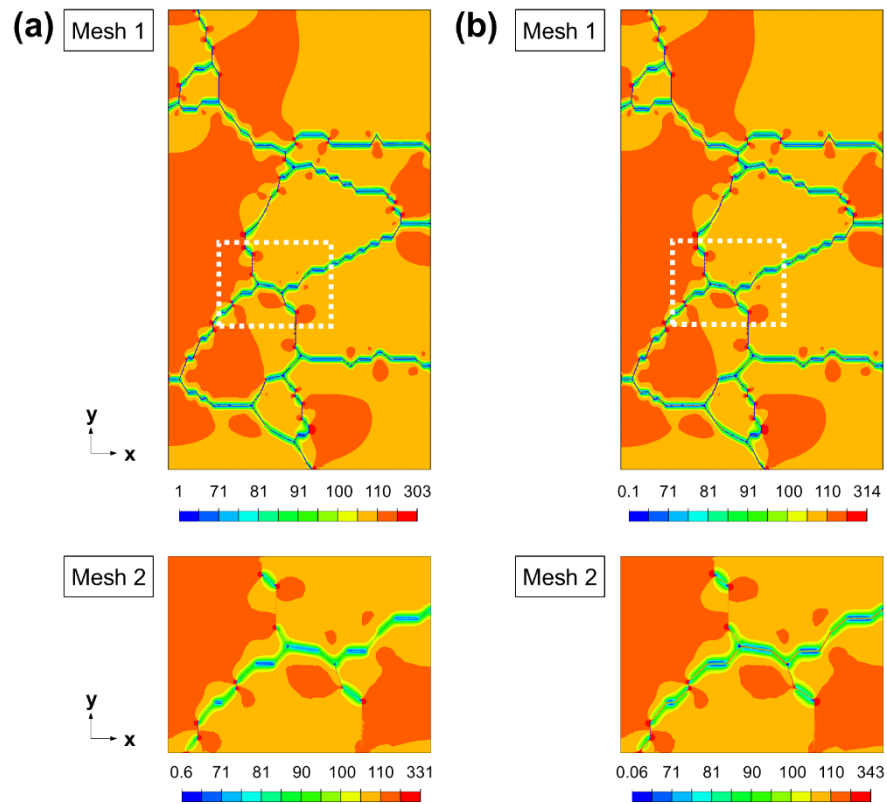 (a) Mesh 1
(b) Mesh 1
y
x
1 71 81 91 100 110 303
0.1 71 81 91 100 110 314
Mesh 2
Mesh 2
y
x
0.6 71 81 90 100 110 331
0.06 71 81 90 100 110 343